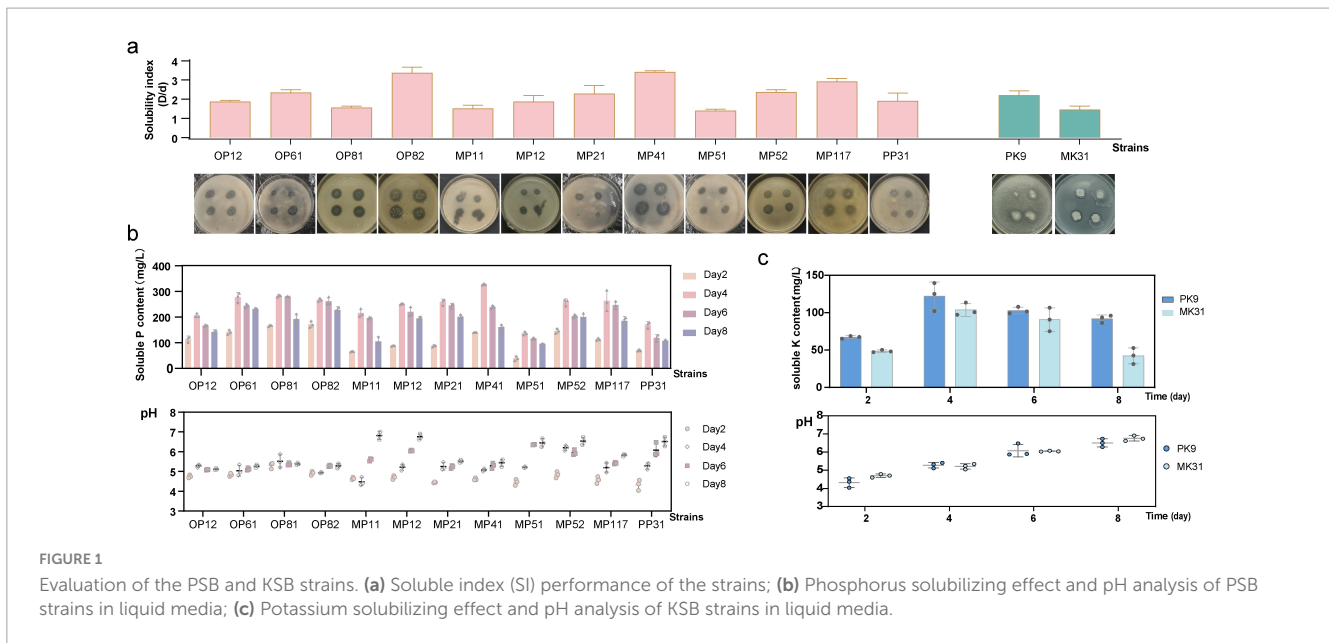 a
Solubility index
(D/d)
4
3
2
1
0
OP12 OP61 OP81 OP82 MP11 MP12 MP21 MP41 MP51 MP52 MP117 PP31 PK9 MK31
Strains
b
Soluble P content (mg/L)
400
300
200
100
0
Day2
Day4
Day6
Day8
OP12 OP61 OP81 OP82 MP11 MP12 MP21 MP41 MP51 MP52 MP117 PP31
Strains
pH
8
7
6
5
4
3
Day2
Day4
Day6
Day8
OP12 OP61 OP81 OP82 MP11 MP12 MP21 MP41 MP51 MP52 MP117 PP31
Strains
c
soluble K content(mg/L)
150
100
50
0
PK9
MK31
2 4 6 8 Time (day)
pH
8
7
6
5
4
3
PK9
MK31
2 4 6 8 Time (day)
FIGURE 1
Evaluation of the PSB and KSB strains. (a) Soluble index (SI) performance of the strains; (b) Phosphorus solubilizing effect and pH analysis of PSB
strains in liquid media; (c) Potassium solubilizing effect and pH analysis of KSB strains in liquid media.